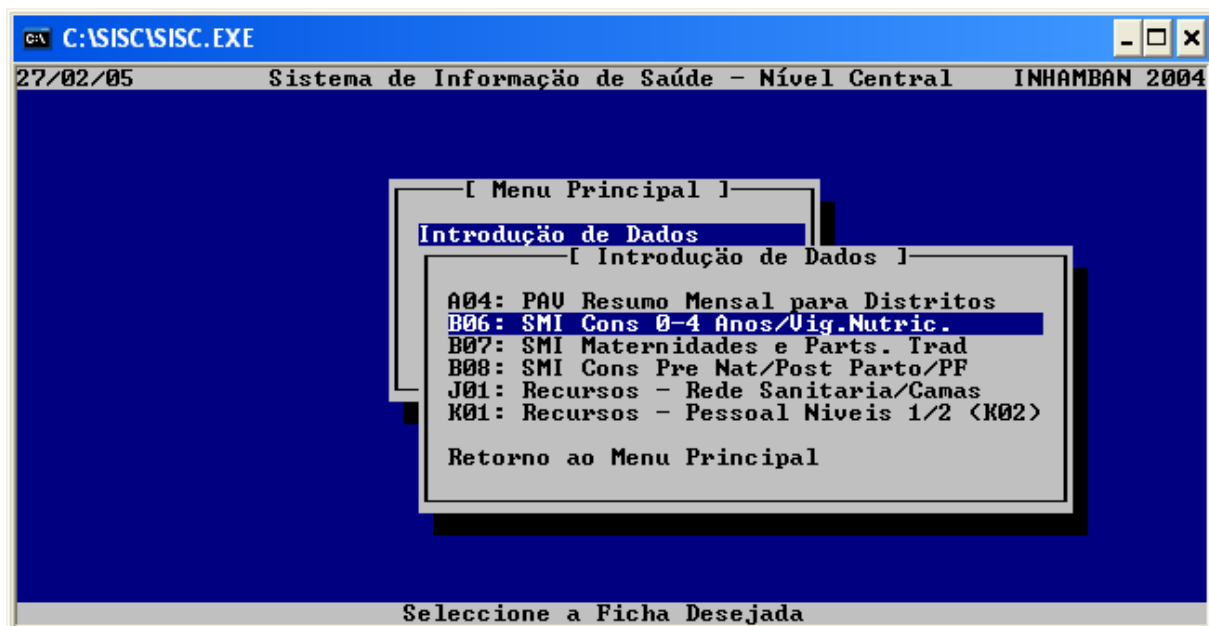 C:\SISC\SISC.EXE
27/02/05 Sistema de Informaçäo de Saúde - Nível Central INHAMBAN 2004
[ Menu Principal ]
Introduçäo de Dados
[ Introduçäo de Dados ]
A04: PAV Resumo Mensal para Distritos
B06: SMI Cons 0-4 Anos/Vig.Nutric.
B07: SMI Maternidades e Parts. Trad
B08: SMI Cons Pre Nat/Post Parto/PF
J01: Recursos - Rede Sanitaria/Camas
K01: Recursos - Pessoal Niveis 1/2 (K02)
Retorno ao Menu Principal
Seleccione a Ficha Desejada